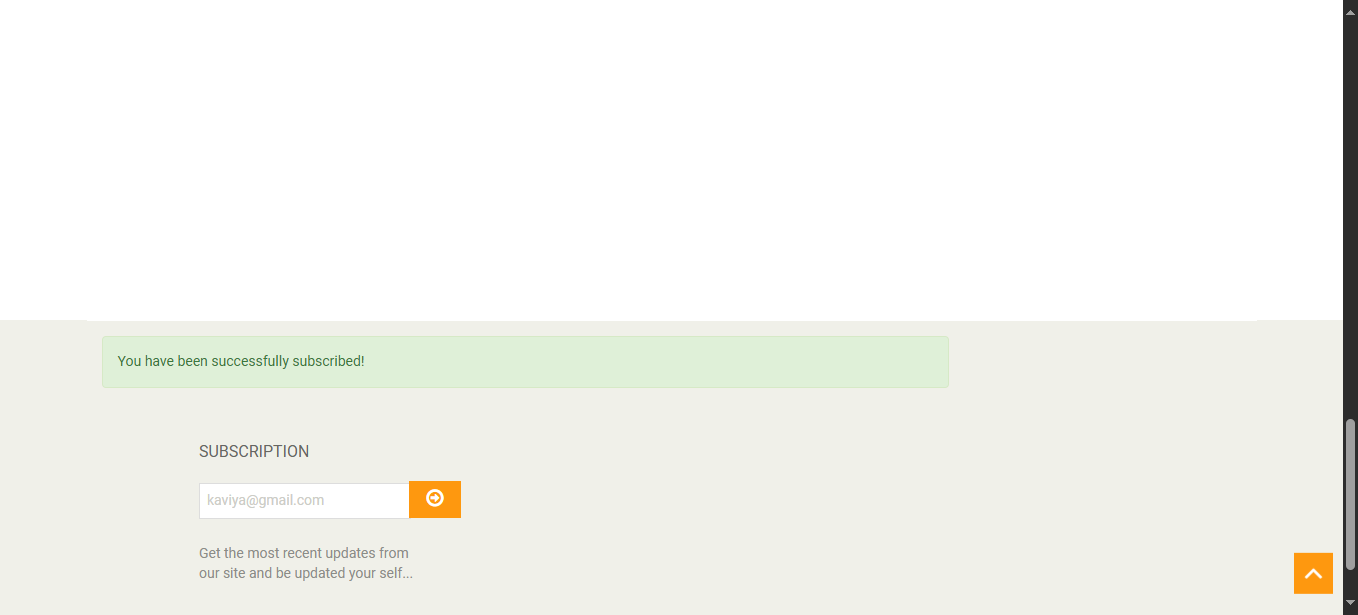 You have been successfully subscribed!
SUBSCRIPTION
kaviya@gmail.com
Get the most recent updates from
our site and be updated your self...